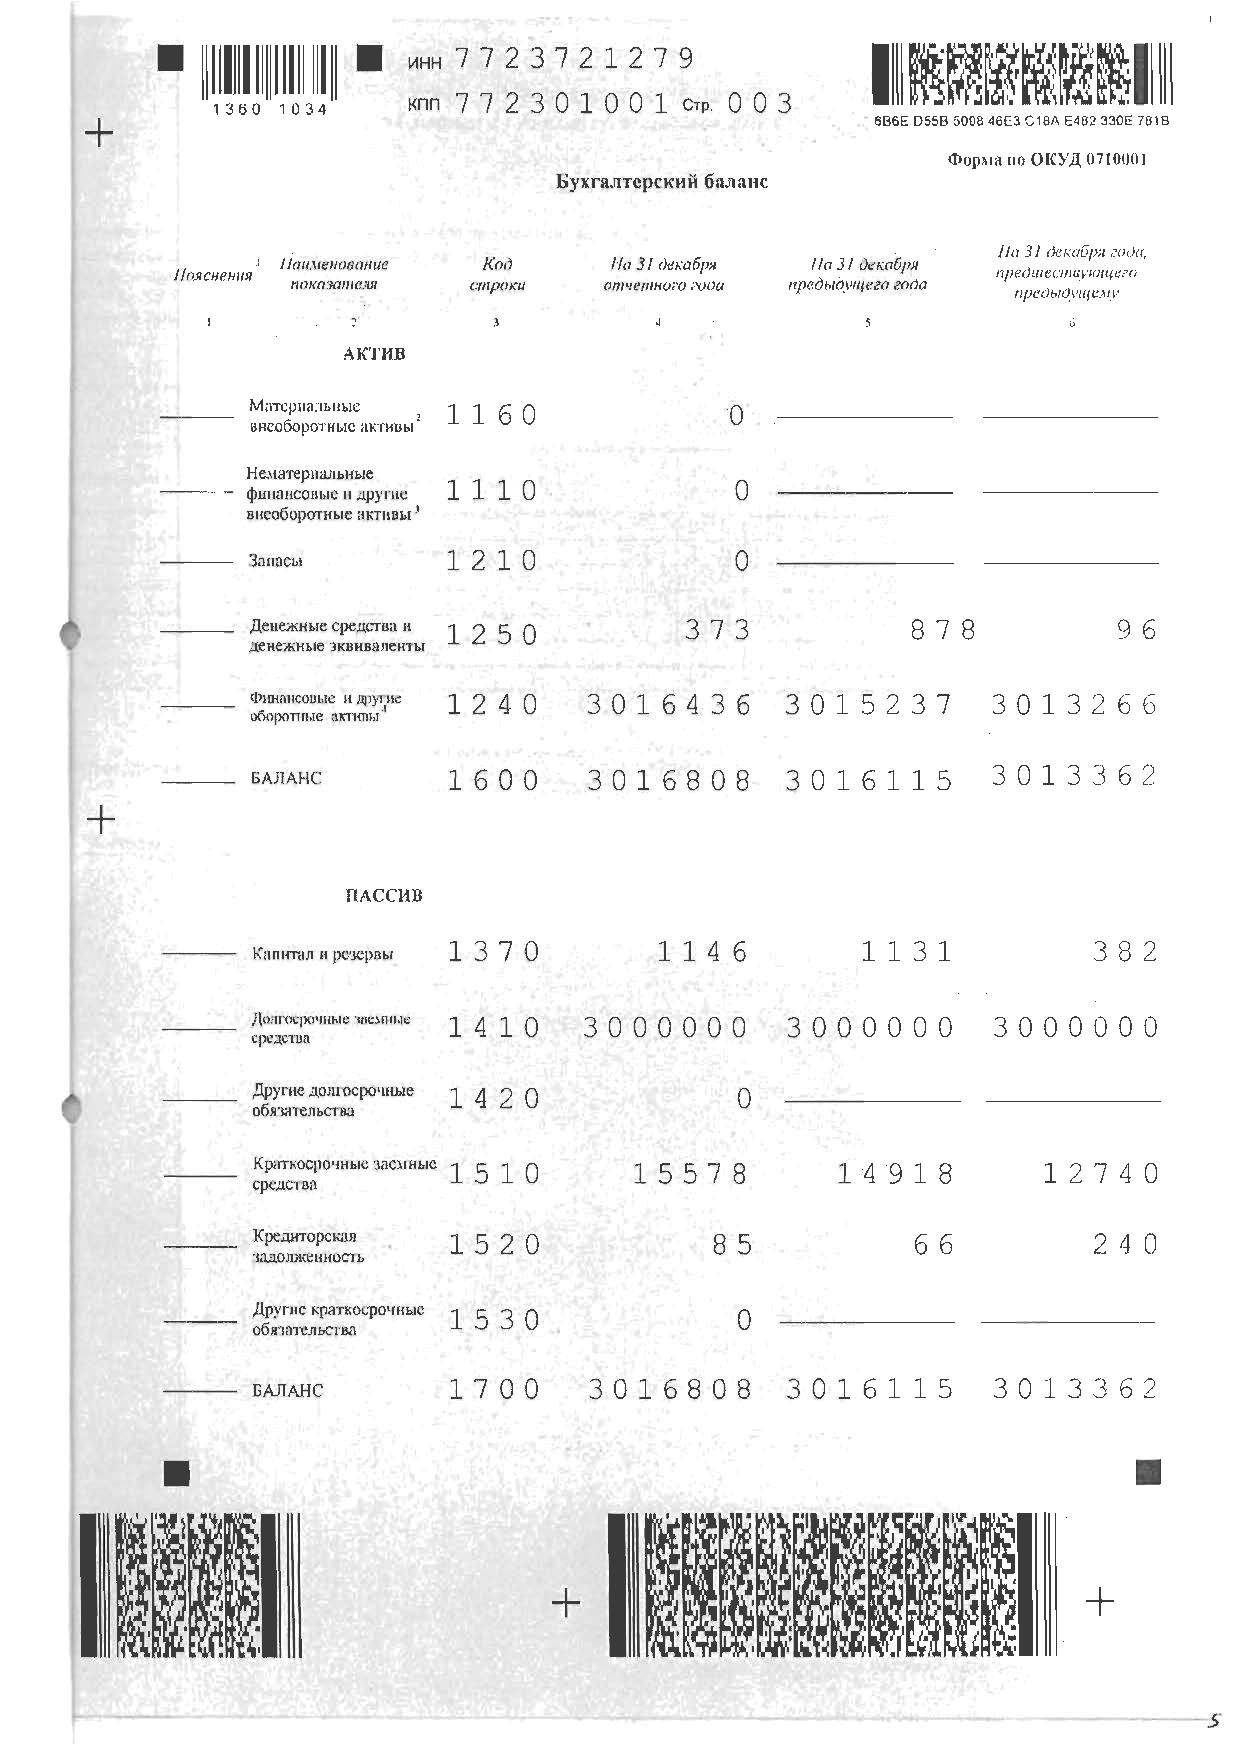 ИНН 7723721279
1360 1034
КПП 772301001 Стр. 003
6B6E D55B 5008 46E3 C18A E482 330E 781B
Форма по ОКУД 0710001
Бухгалтерский баланс
Пояснения 1 Наименование показателя Код строки На 31 декабря отчетного года На 31 декабря предыдущего года На 31 декабря года, предшествующего предыдущему
1 2 3 4 5 6
АКТИВ
Материальные
внеоборотные активы 2 1160 0
Нематериальные
финансовые и другие 1110 0
внеоборотные активы 3
Запасы 1210 0
Денежные средства и
денежные эквиваленты 1250 373 878 96
Финансовые и другие
оборотные активы 4 1240 3016436 3015237 3013266
БАЛАНС 1600 3016808 3016115 3013362
ПАССИВ
Капитал и резервы 1370 1146 1131 382
Долгосрочные заемные
средства 1410 3000000 3000000 3000000
Другие долгосрочные
обязательства 1420 0
Краткосрочные заемные
средства 1510 15578 14918 12740
Кредиторская
задолженность 1520 85 66 240
Другие краткосрочные
обязательства 1530 0
БАЛАНС 1700 3016808 3016115 3013362
5